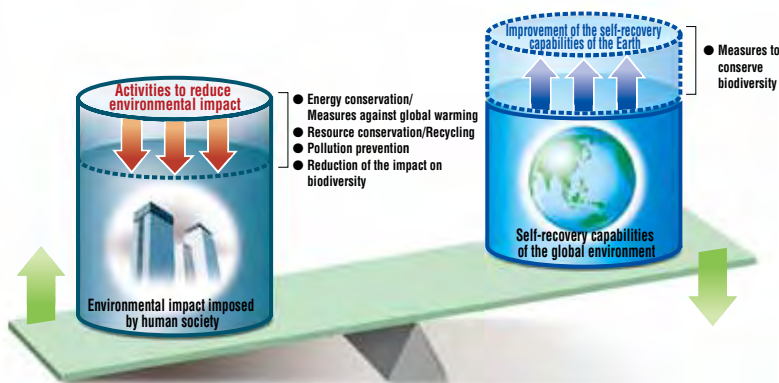 Activities to reduce
environmental impact
● Energy conservation/
Measures against global warming
● Resource conservation/Recycling
● Pollution prevention
● Reduction of the impact on
biodiversity
Environmental impact imposed
by human society
Improvement of the self-recovery
capabilities of the Earth
● Measures to
conserve
biodiversity
Self-recovery capabilities
of the global environment